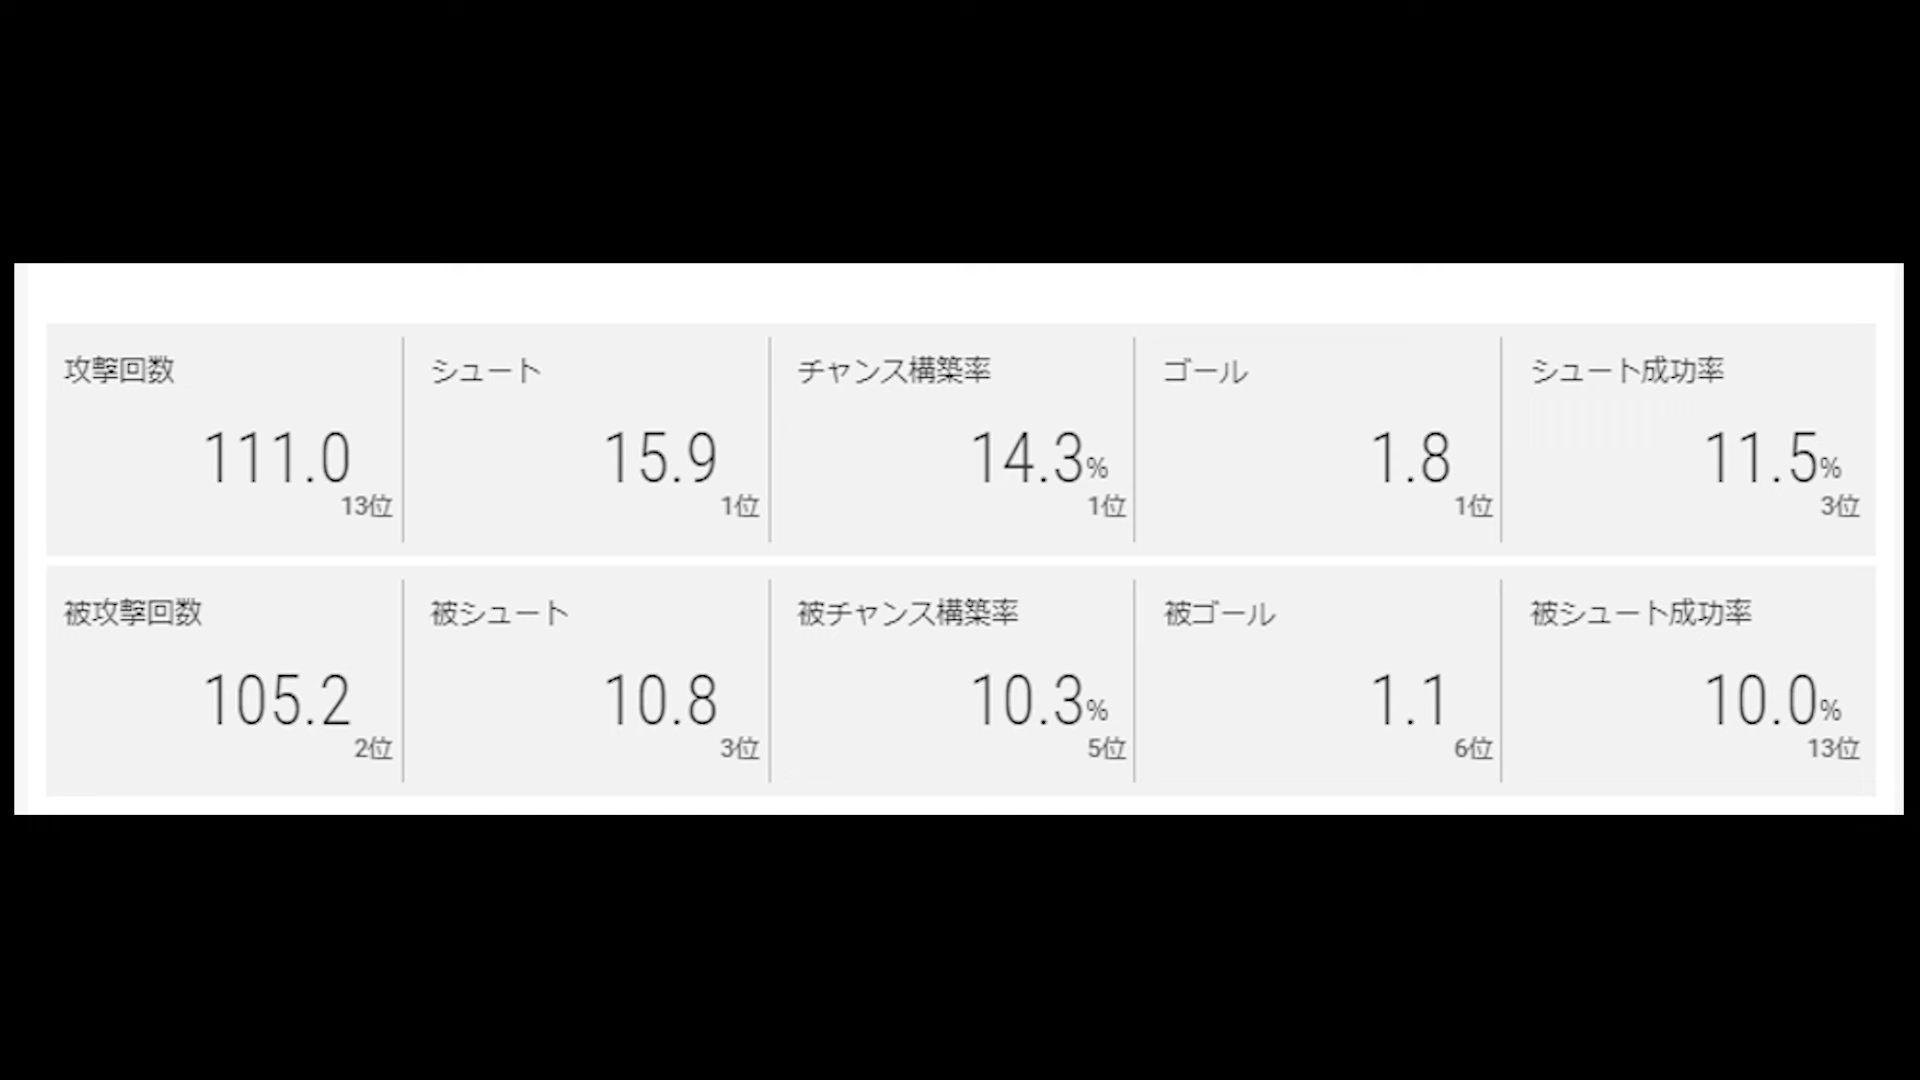 攻撃回数 シュート チャンス構築率 ゴール シュート成功率
111.0 15.9 14.3% 1.8 11.5%
13位 1位 1位 1位 3位
被攻撃回数 被シュート 被チャンス構築率 被ゴール 被シュート成功率
105.2 10.8 10.3% 1.1 10.0%
2位 3位 5位 6位 13位